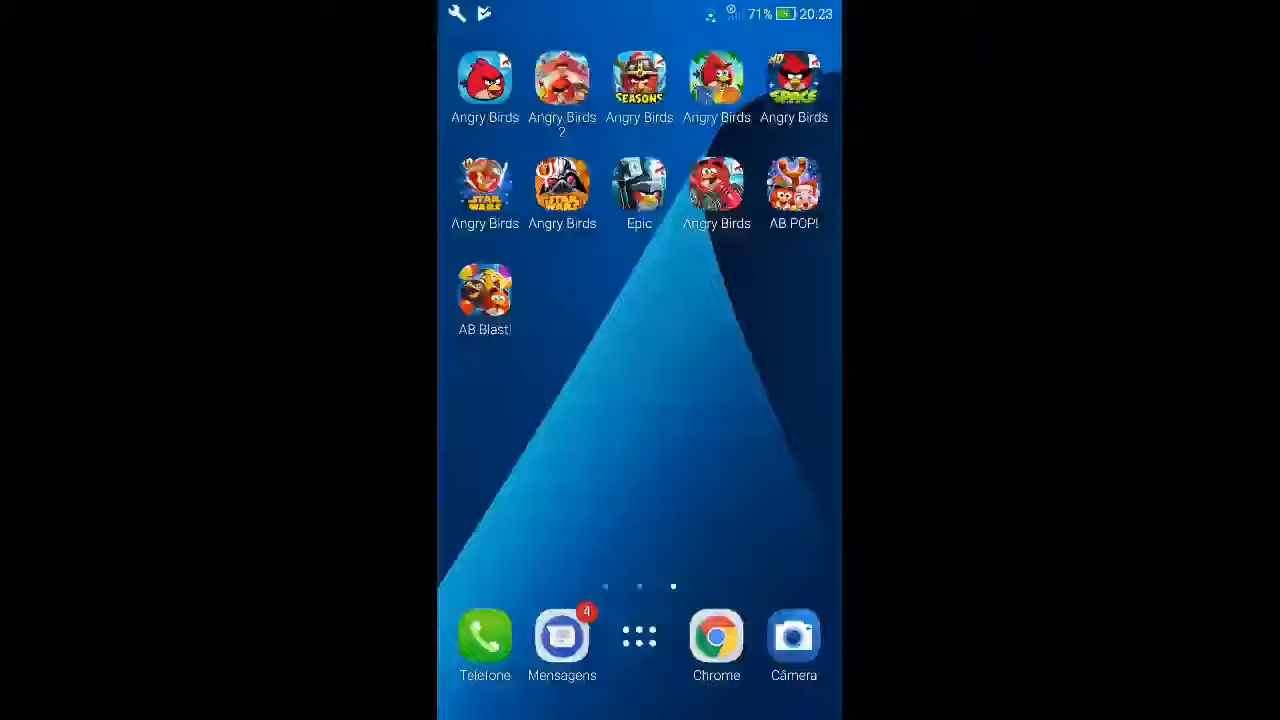 71% 20:23
SEASONS
HD
SPACE
Angry Birds
Angry Birds
2
Angry Birds
Angry Birds
Angry Birds
STAR
WARS
STAR
WARS
Angry Birds
Angry Birds
Epic
Angry Birds
AB POP!
AB Blast!
4
Telefone
Mensagens
Chrome
Câmera